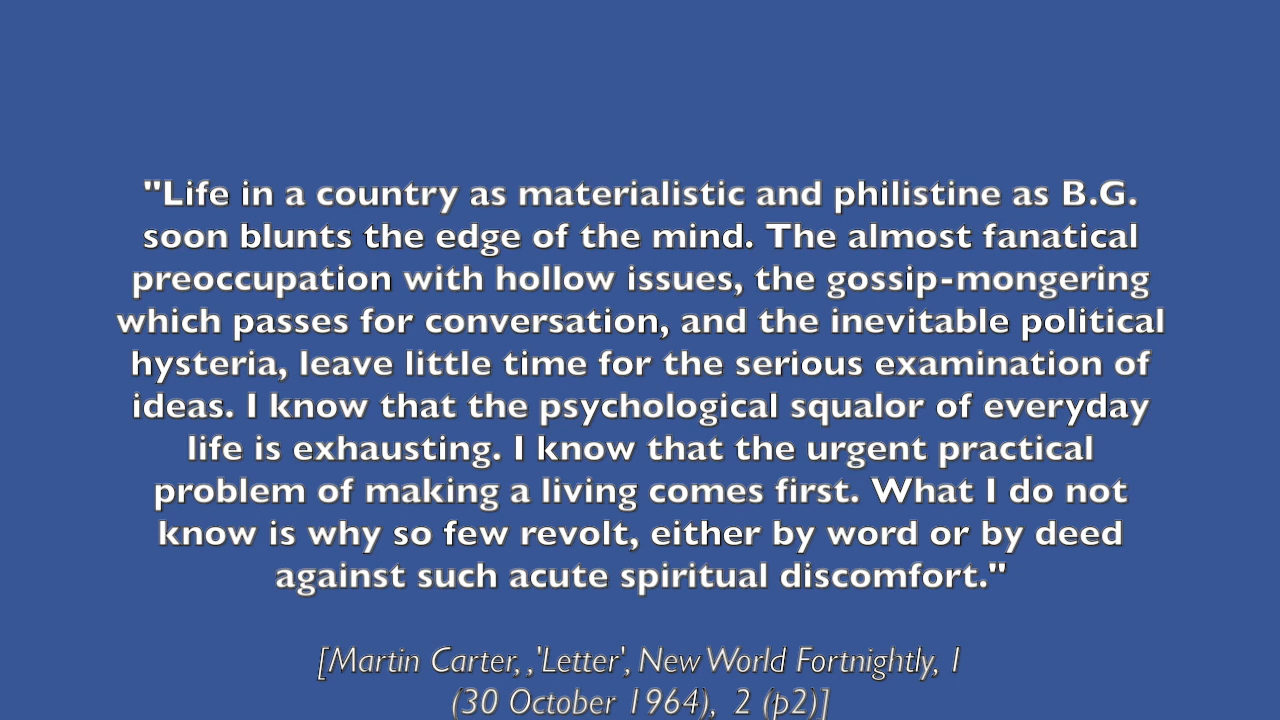 "Life in a country as materialistic and philistine as B.G.
soon blunts the edge of the mind. The almost fanatical
preoccupation with hollow issues, the gossip-mongering
which passes for conversation, and the inevitable political
hysteria, leave little time for the serious examination of
ideas. I know that the psychological squalor of everyday
life is exhausting. I know that the urgent practical
problem of making a living comes first. What I do not
know is why so few revolt, either by word or by deed
against such acute spiritual discomfort."
[Martin Carter, ,'Letter', New World Fortnightly, 1
(30 October 1964), 2 (p2)]